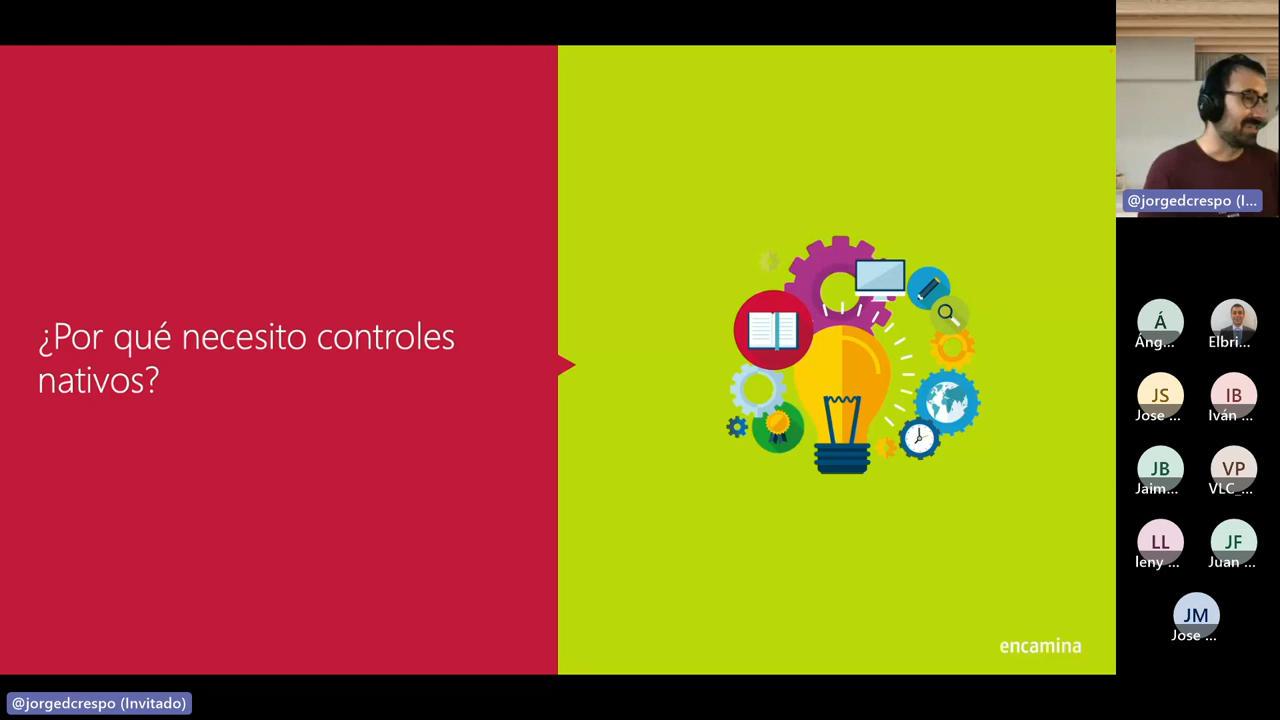 ¿Por qué necesito controles
nativos?
encamina
@jorgedcrespo (Invitado)
@jorgedcrespo (I...
Á
Áng...
Elbri...
JS
Jose ...
IB
Iván ...
JB
Jaim...
VP
VLC_...
LL
leny ...
JF
Juan ...
JM
Jose ...